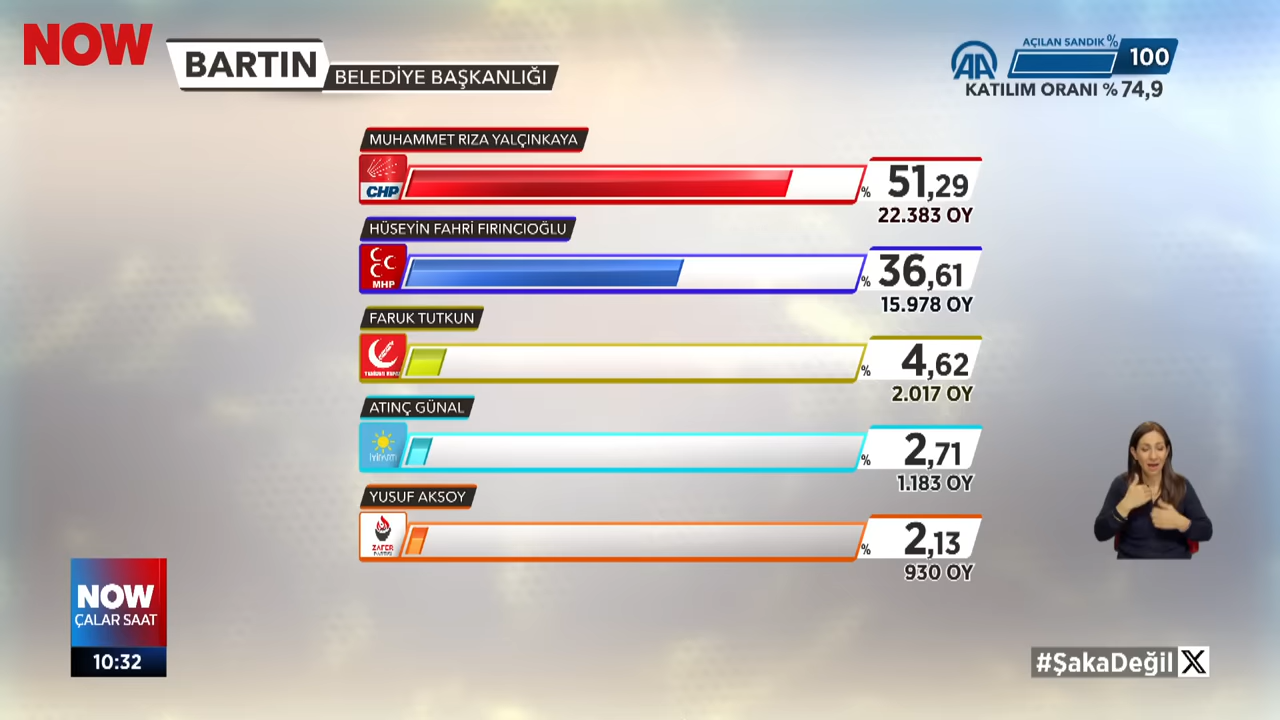 NOW
BARTIN
BELEDİYE BAŞKANLIĞI
AA
AÇILAN SANDIK %
100
KATILIM ORANI % 74,9
MUHAMMET RIZA YALÇINKAYA
CHP
% 51,29
22.383 OY
HÜSEYİN FAHRİ FIRINCIOĞLU
MHP
% 36,61
15.978 OY
FARUK TUTKUN
% 4,62
2.017 OY
ATINÇ GÜNAL
% 2,71
1.183 OY
YUSUF AKSOY
ZAFER
% 2,13
930 OY
NOW
ÇALAR SAAT
10:32
#ŞakaDeğil X